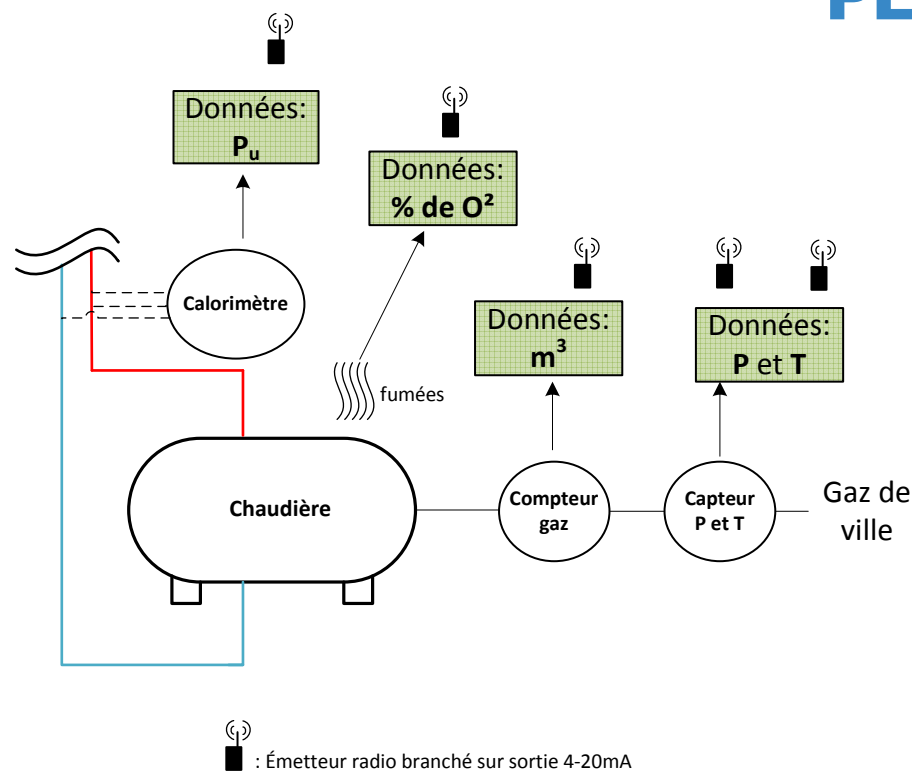 PE
Données:
Pᵤ
Données:
% de O²
Calorimètre
Données:
m³
Données:
P et T
fumées
Chaudière
Compteur
gaz
Capteur
P et T
Gaz de
ville
: Émetteur radio branché sur sortie 4-20mA